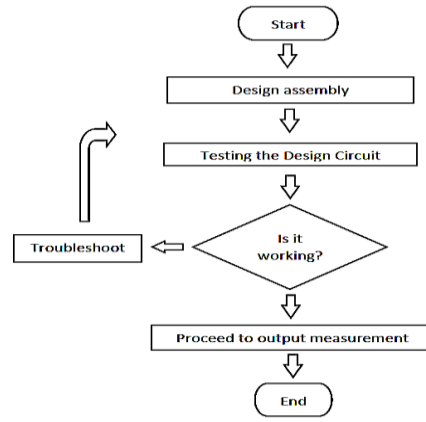 Start
Design assembly
Testing the Design Circuit
Is it
working?
Troubleshoot
Proceed to output measurement
End